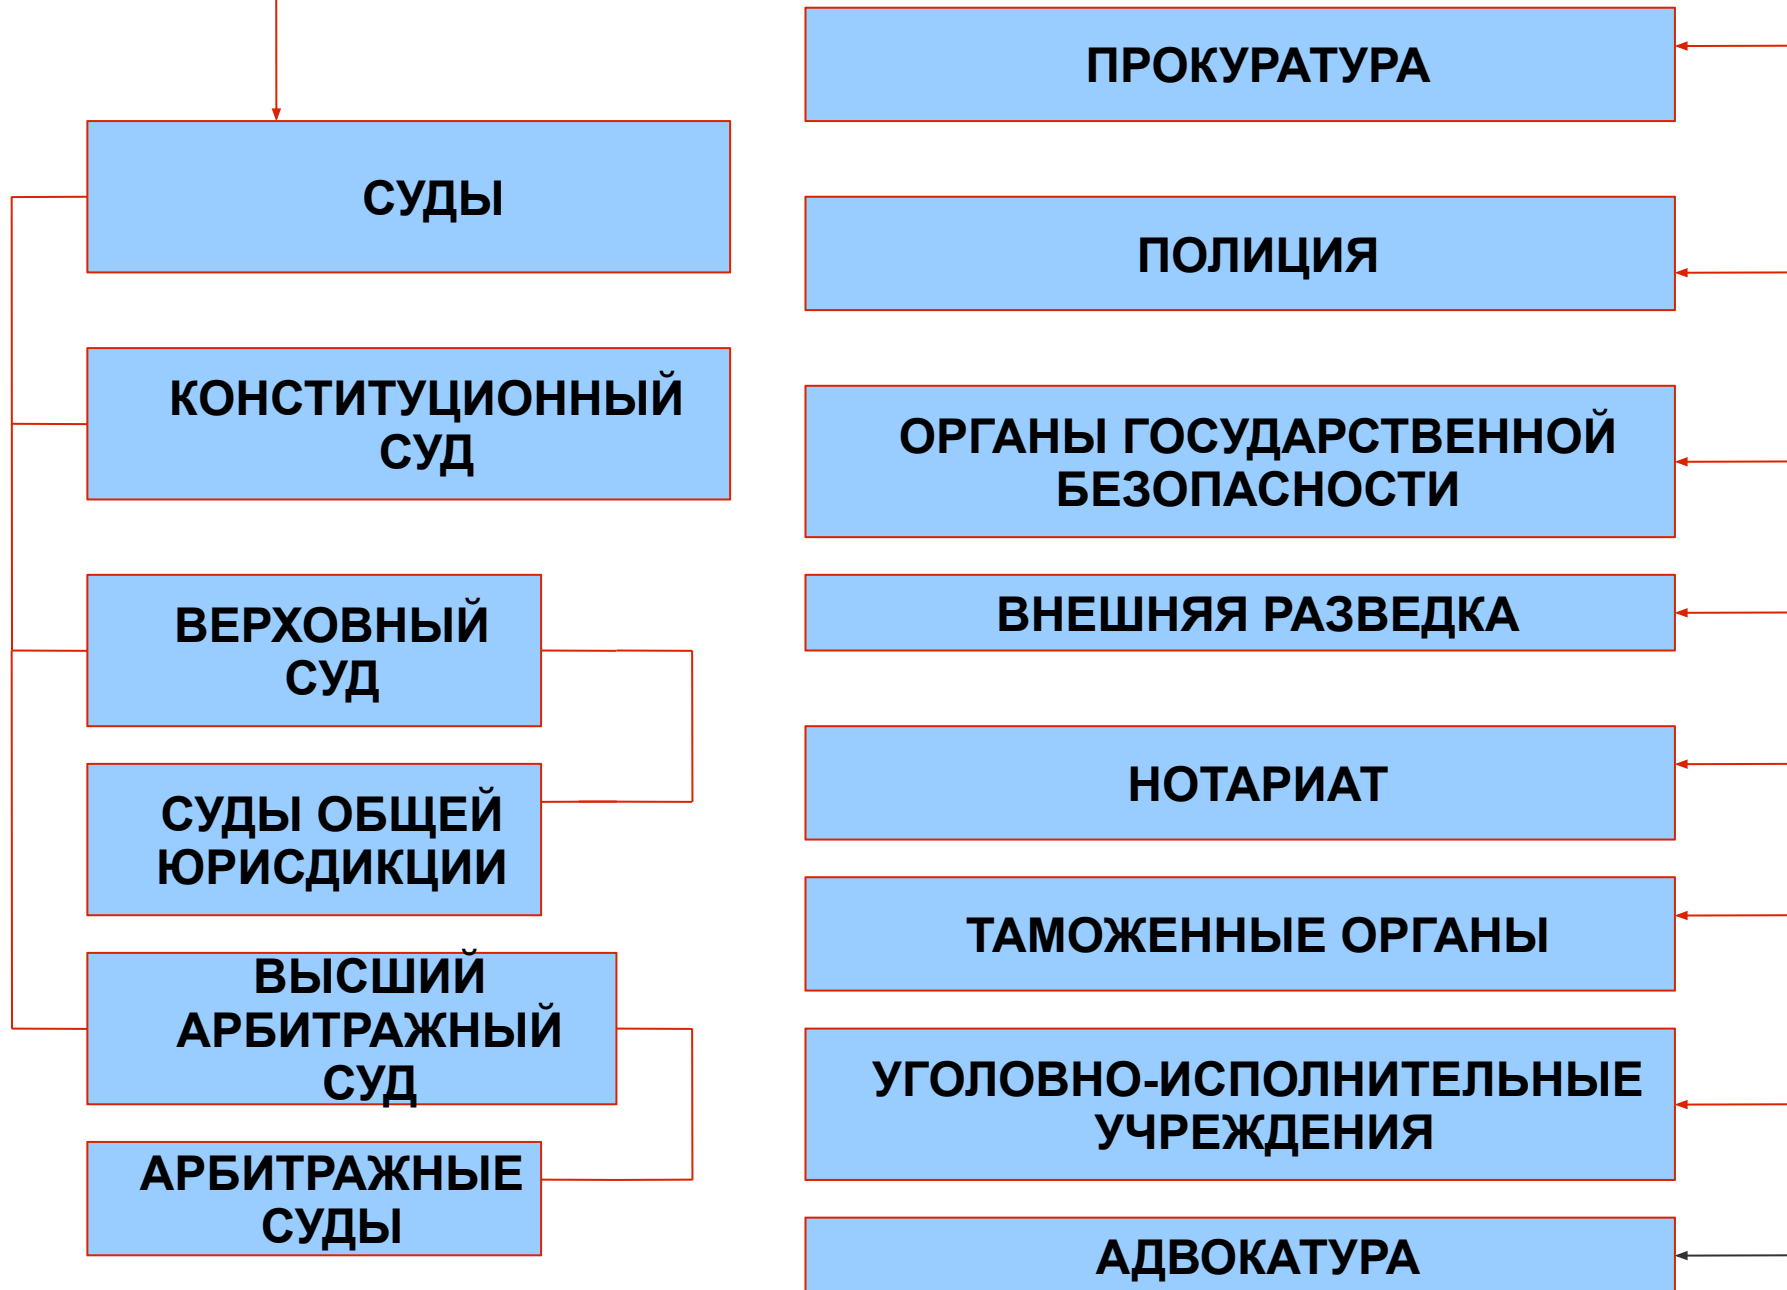 СУДЫ
КОНСТИТУЦИОННЫЙ
СУД
ВЕРХОВНЫЙ
СУД
СУДЫ ОБЩЕЙ
ЮРИСДИКЦИИ
ВЫСШИЙ
АРБИТРАЖНЫЙ
СУД
АРБИТРАЖНЫЕ
СУДЫ
ПРОКУРАТУРА
ПОЛИЦИЯ
ОРГАНЫ ГОСУДАРСТВЕННОЙ
БЕЗОПАСНОСТИ
ВНЕШНЯЯ РАЗВЕДКА
НОТАРИАТ
ТАМОЖЕННЫЕ ОРГАНЫ
УГОЛОВНО-ИСПОЛНИТЕЛЬНЫЕ
УЧРЕЖДЕНИЯ
АДВОКАТУРА